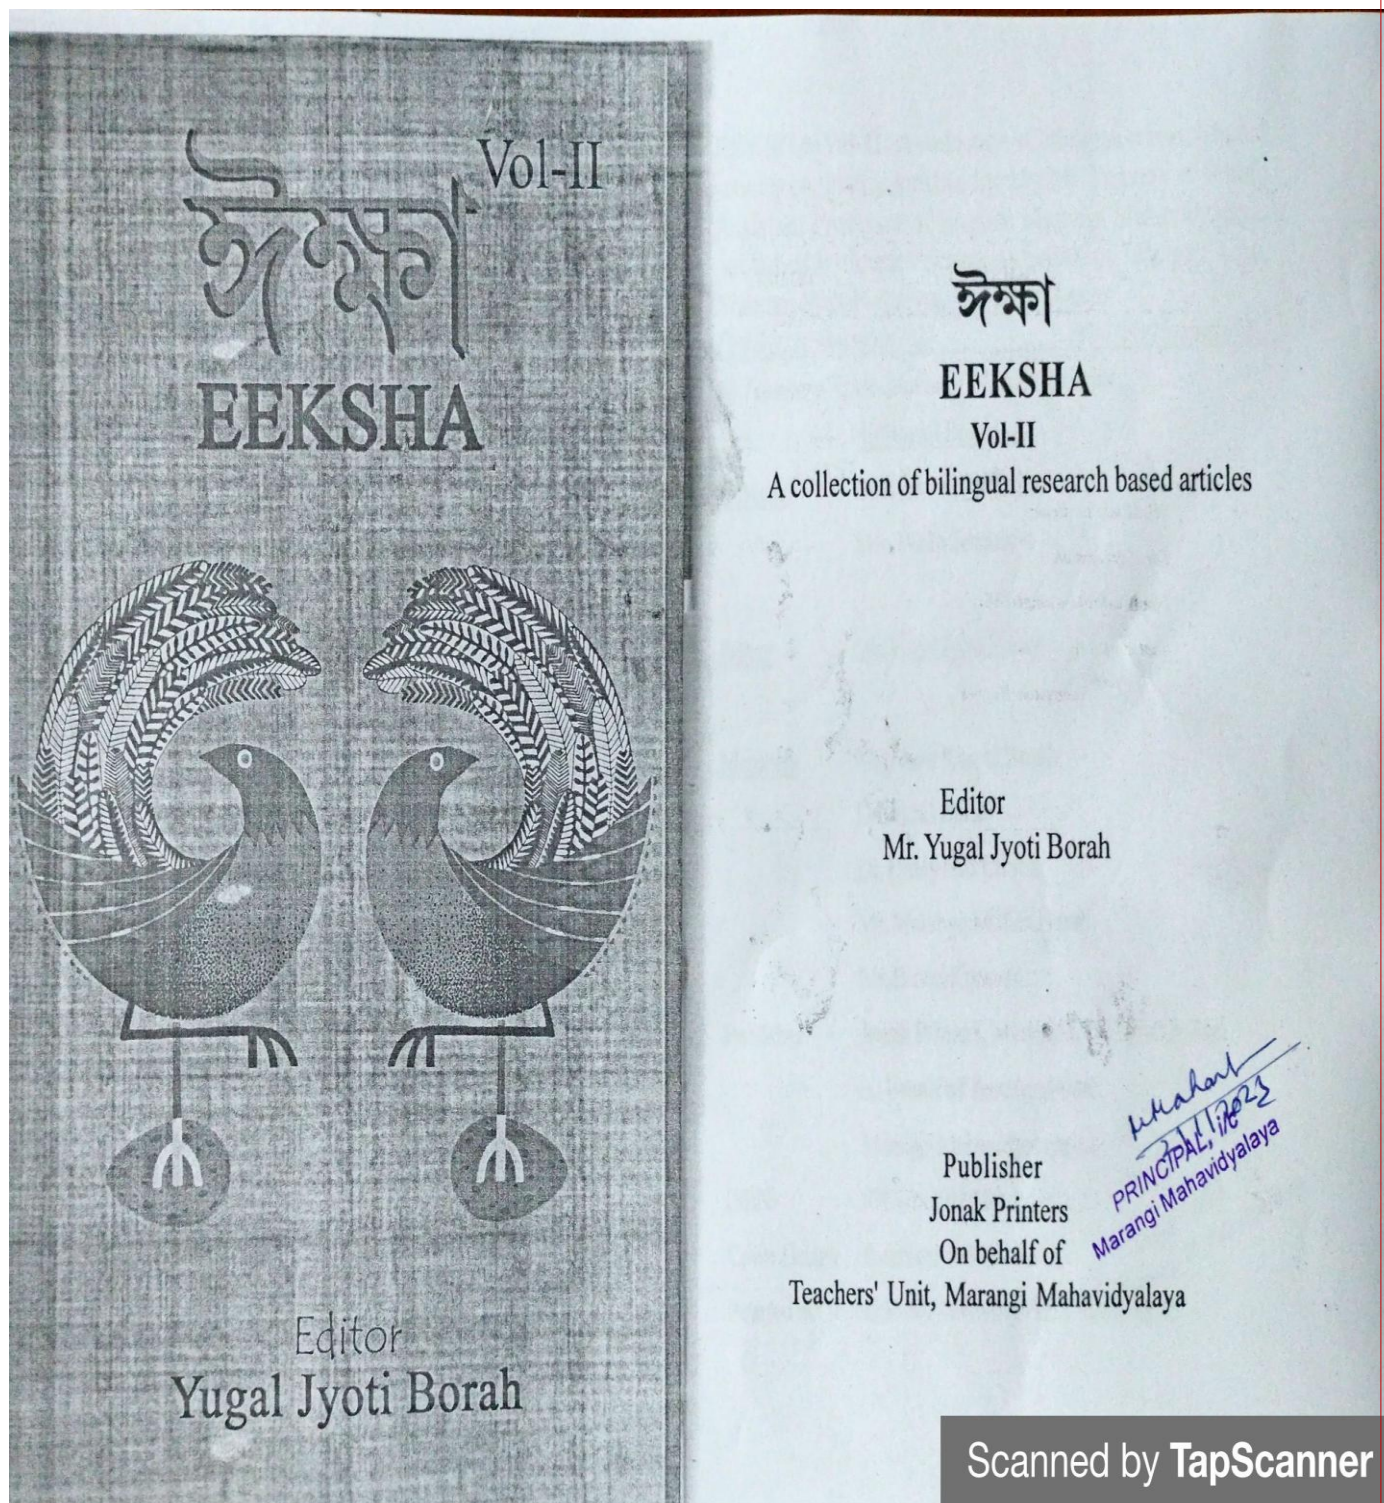 Vol-II
ঈক্ষা
EEKSHA
Editor
Yugal Jyoti Borah
ঈক্ষা
EEKSHA
Vol-II
A collection of bilingual research based articles
Editor
Mr. Yugal Jyoti Borah
PRINCIPAL, i/c
Marangi Mahavidyalaya
Publisher
Jonak Printers
On behalf of
Teachers' Unit, Marangi Mahavidyalaya
Scanned by TapScanner